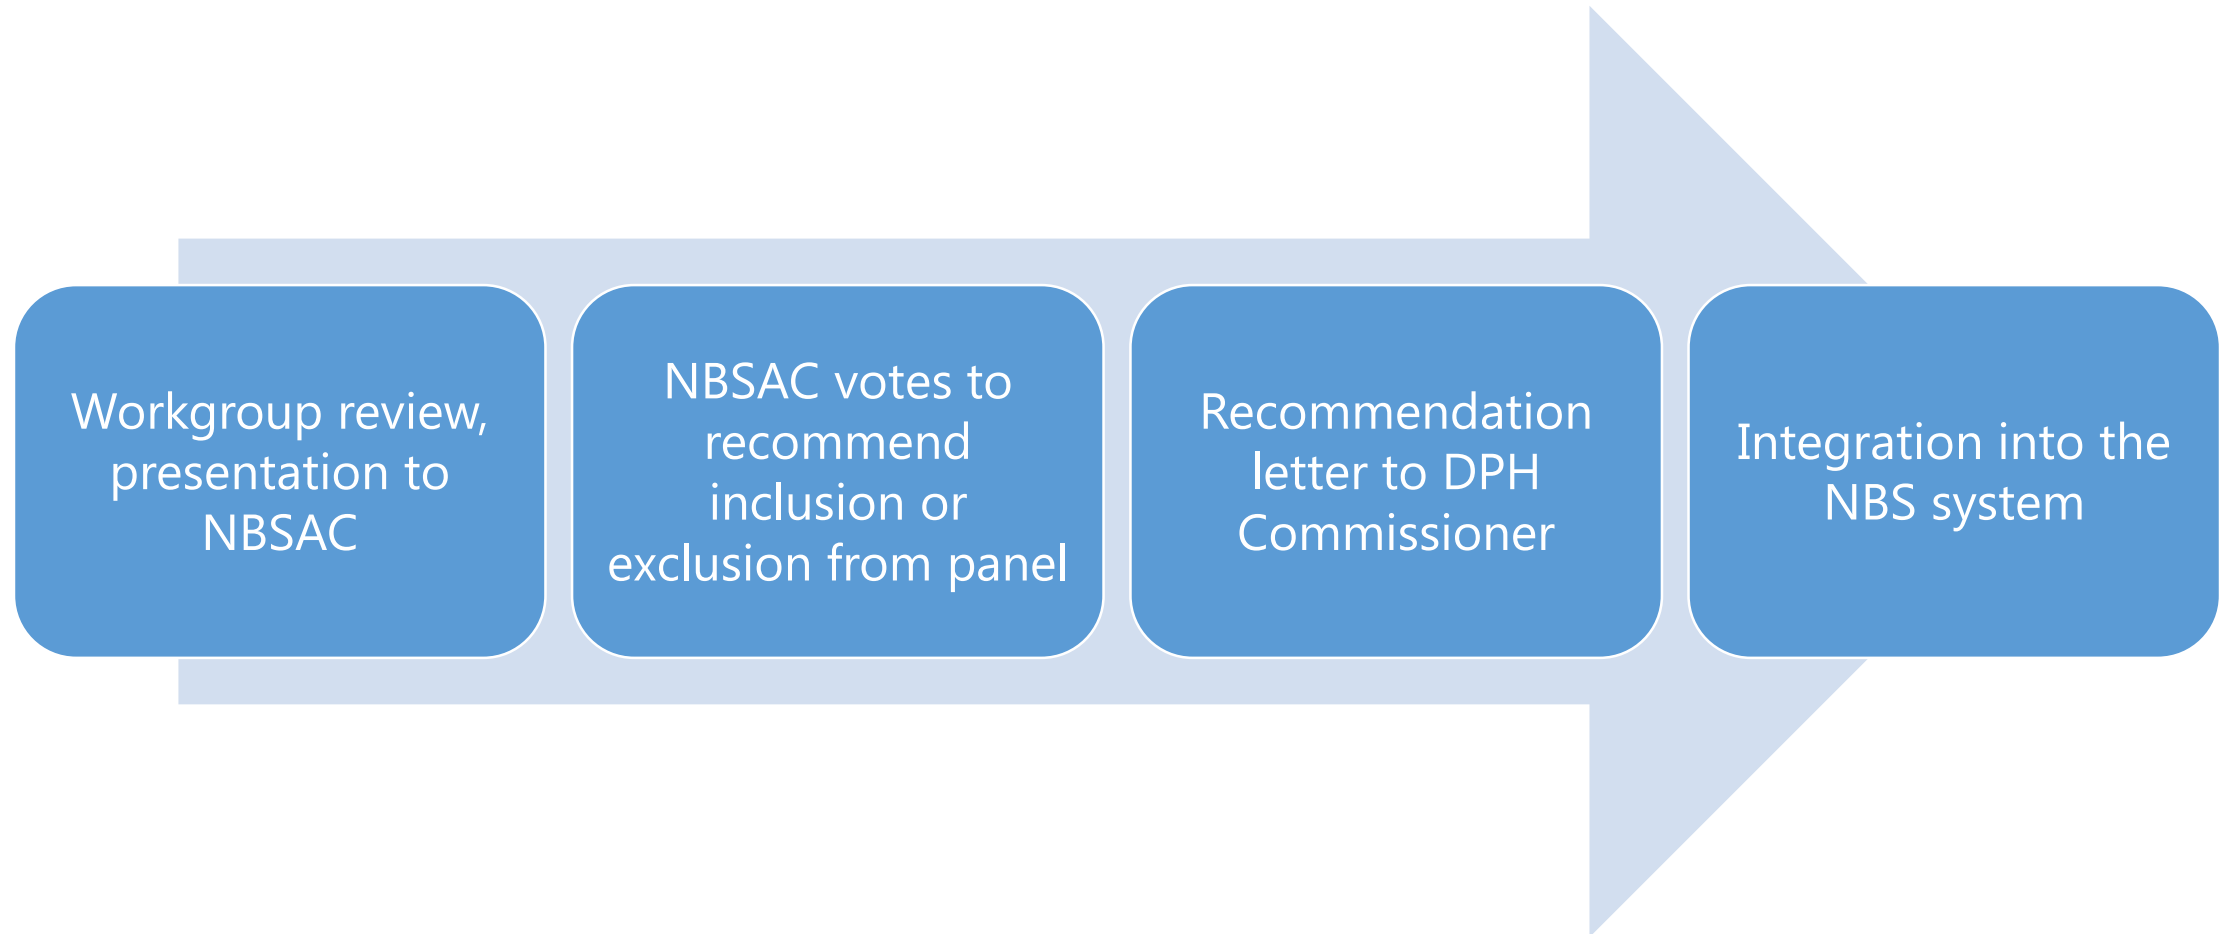 Workgroup review,
presentation to
NBSAC
NBSAC votes to
recommend
inclusion or
exclusion from panel
Recommendation
letter to DPH
Commissioner
Integration into the
NBS system